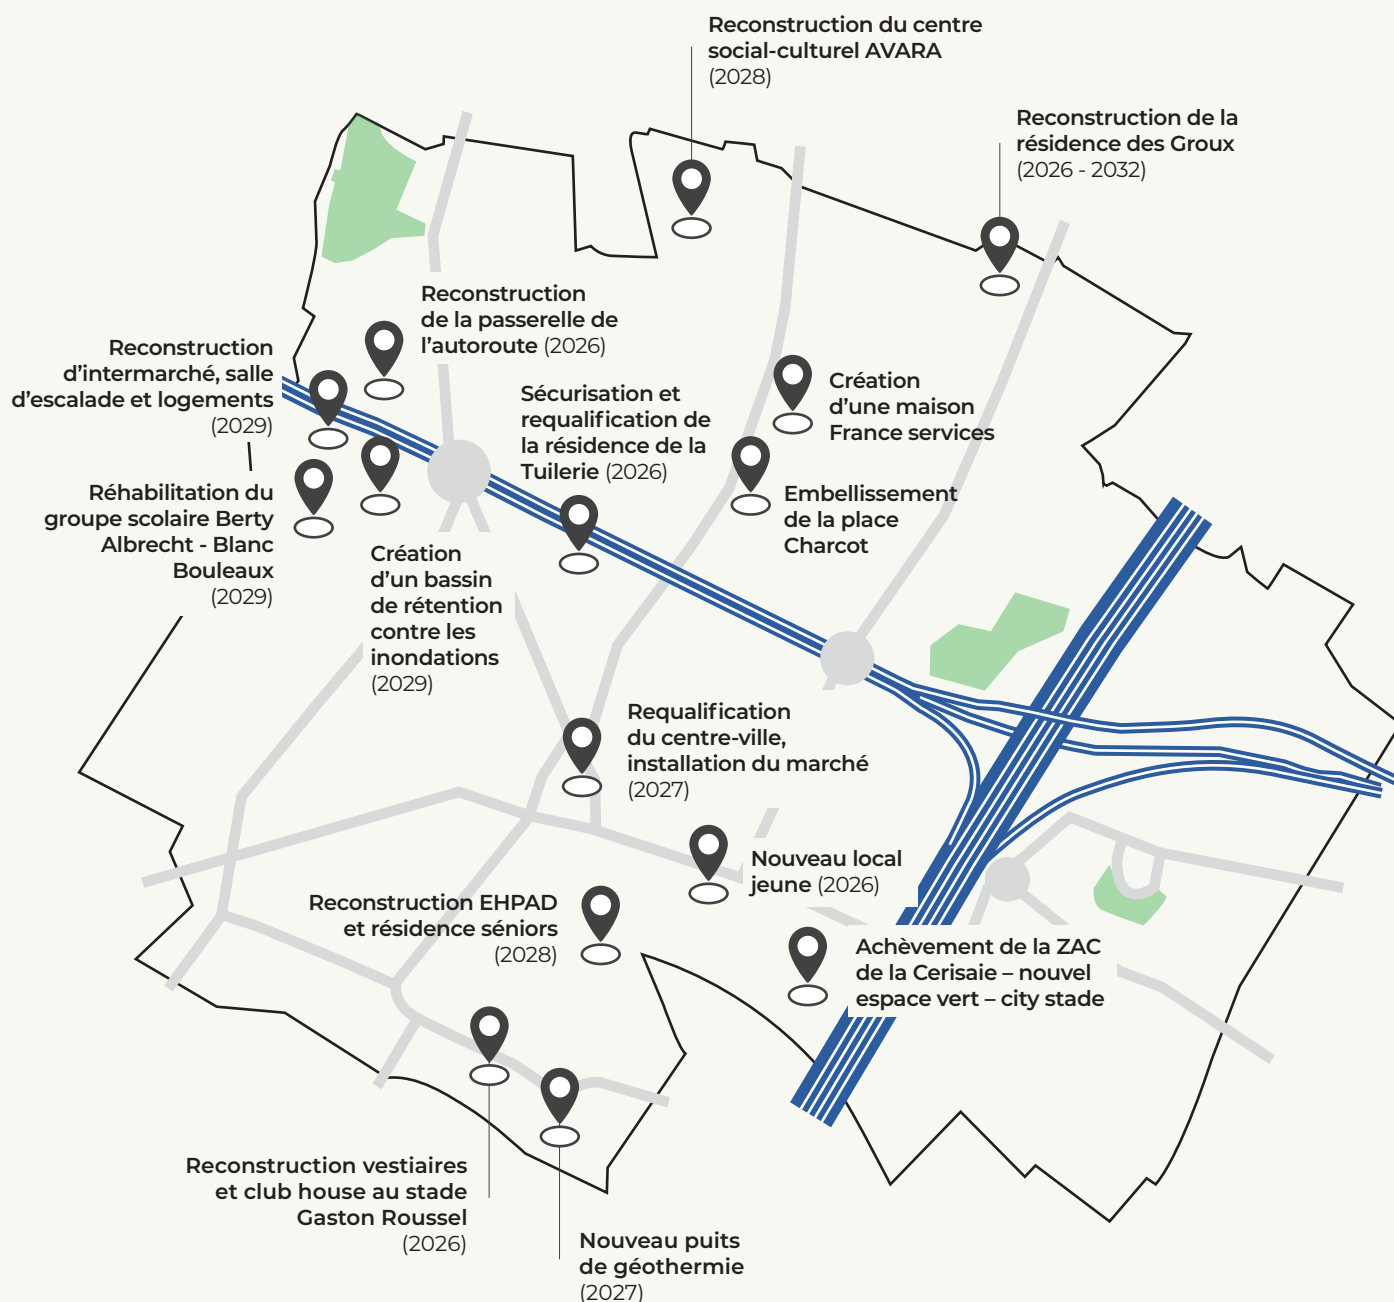 Reconstruction du centre
social-culturel AVARA
(2028)
Reconstruction de la
résidence des Groux
(2026 - 2032)
Reconstruction
de la passerelle de
l’autoroute (2026)
Reconstruction
d’intermarché, salle
d’escalade et logements
(2029)
Sécurisation et
requalification de
la résidence de la
Tuilerie (2026)
Création
d’une maison
France services
Réhabilitation du
groupe scolaire Berty
Albrecht - Blanc
Bouleaux
(2029)
Embellissement
de la place
Charcot
Création
d’un bassin
de rétention
contre les
inondations
(2029)
Requalification
du centre-ville,
installation du marché
(2027)
Nouveau local
jeune (2026)
Reconstruction EHPAD
et résidence séniors
(2028)
Achèvement de la ZAC
de la Cerisaie – nouvel
espace vert – city stade
Reconstruction vestiaires
et club house au stade
Gaston Roussel
(2026)
Nouveau puits
de géothermie
(2027)